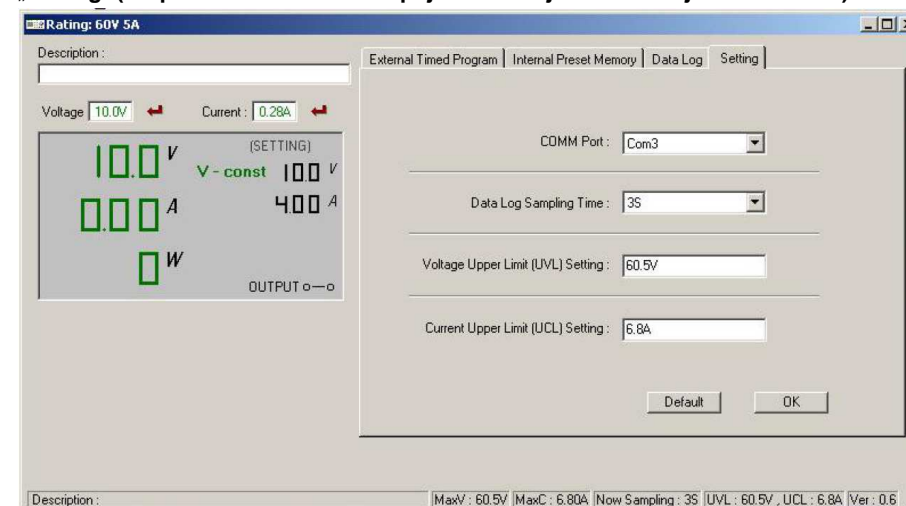 Rating: 60V 5A
Description :
External Timed Program Internal Preset Memory Data Log Setting
Voltage 10.0V Current : 0.28A
10.0 V
(SETTING)
V - const 10.0 V
0.00 A
4.00 A
0 W
OUTPUT
COMM Port : Com3
Data Log Sampling Time : 3S
Voltage Upper Limit (UVL) Setting : 60.5V
Current Upper Limit (UCL) Setting : 6.8A
Default OK
Description : MaxV : 60.5V MaxC : 6.80A Now Sampling : 3S UVL : 60.5V , UCL : 6.8A Ver : 0.6